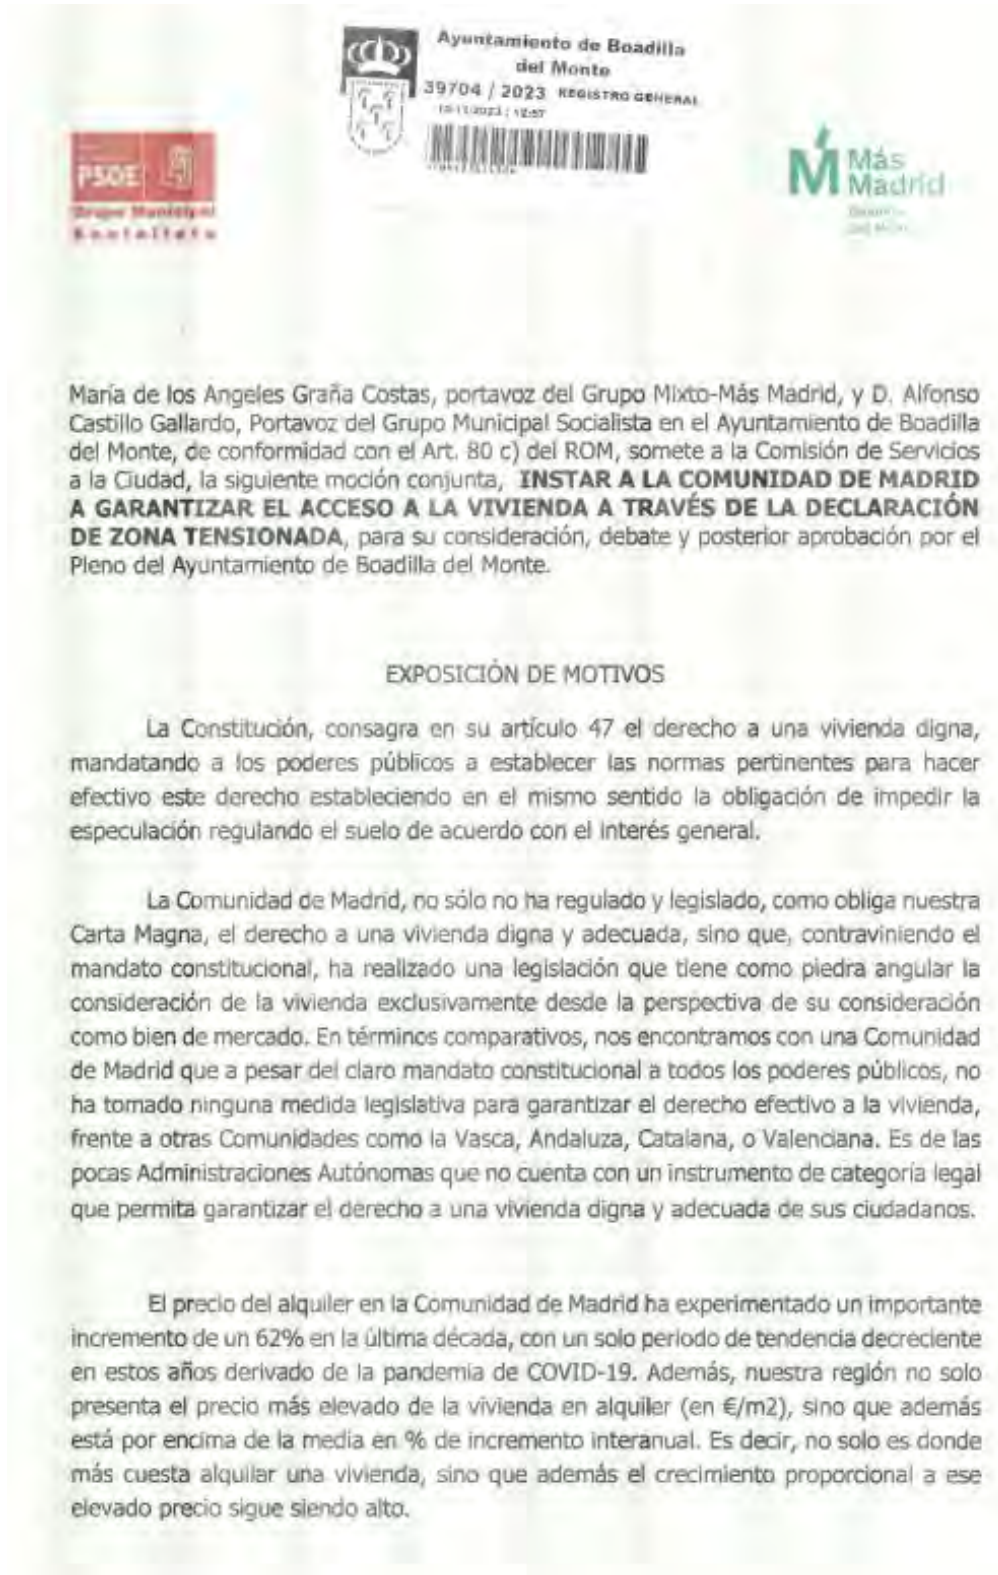 Ayuntamiento de Boadilla
del Monte
39704 / 2023 REGISTRO GENERAL
PSOE
Grupo Municipal
Socialista
Más
Madrid
María de los Angeles Graña Costas, portavoz del Grupo Mixto-Más Madrid, y D. Alfonso
Castillo Gallardo, Portavoz del Grupo Municipal Socialista en el Ayuntamiento de Boadilla
del Monte, de conformidad con el Art. 80 c) del ROM, somete a la Comisión de Servicios
a la Ciudad, la siguiente moción conjunta, INSTAR A LA COMUNIDAD DE MADRID
A GARANTIZAR EL ACCESO A LA VIVIENDA A TRAVÉS DE LA DECLARACIÓN
DE ZONA TENSIONADA, para su consideración, debate y posterior aprobación por el
Pleno del Ayuntamiento de Boadilla del Monte.
EXPOSICIÓN DE MOTIVOS
La Constitución, consagra en su artículo 47 el derecho a una vivienda digna,
mandatando a los poderes públicos a establecer las normas pertinentes para hacer
efectivo este derecho estableciendo en el mismo sentido la obligación de impedir la
especulación regulando el suelo de acuerdo con el interés general.
La Comunidad de Madrid, no sólo no ha regulado y legislado, como obliga nuestra
Carta Magna, el derecho a una vivienda digna y adecuada, sino que, contraviniendo el
mandato constitucional, ha realizado una legislación que tiene como piedra angular la
consideración de la vivienda exclusivamente desde la perspectiva de su consideración
como bien de mercado. En términos comparativos, nos encontramos con una Comunidad
de Madrid que a pesar del claro mandato constitucional a todos los poderes públicos, no
ha tomado ninguna medida legislativa para garantizar el derecho efectivo a la vivienda,
frente a otras Comunidades como la Vasca, Andaluza, Catalana, o Valenciana. Es de las
pocas Administraciones Autónomas que no cuenta con un instrumento de categoría legal
que permita garantizar el derecho a una vivienda digna y adecuada de sus ciudadanos.
El precio del alquiler en la Comunidad de Madrid ha experimentado un importante
incremento de un 62% en la última década, con un solo periodo de tendencia decreciente
en estos años derivado de la pandemia de COVID-19. Además, nuestra región no solo
presenta el precio más elevado de la vivienda en alquiler (en €/m2), sino que además
está por encima de la media en % de incremento interanual. Es decir, no solo es donde
más cuesta alquilar una vivienda, sino que además el crecimiento proporcional a ese
elevado precio sigue siendo alto.